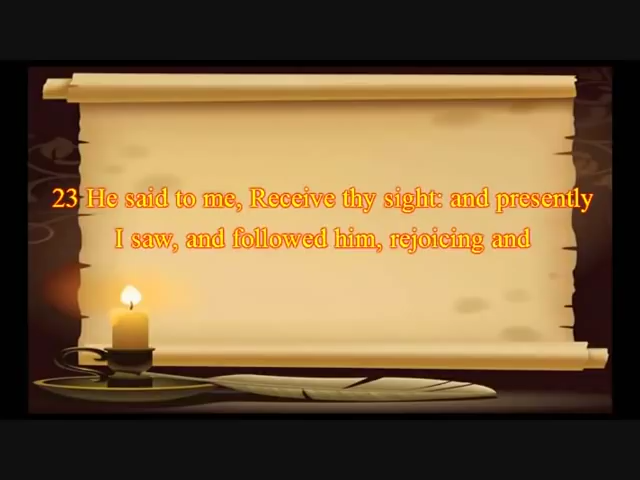 23 He said to me, Receive thy sight: and presently
I saw, and followed him, rejoicing and